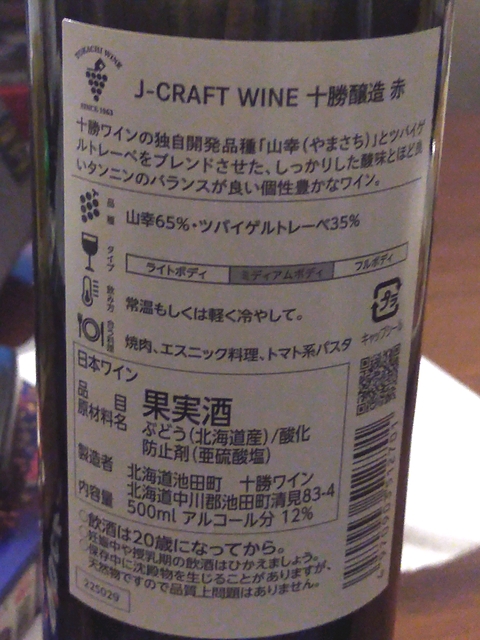 TOKACHI WINE
SINCE 1963
J-CRAFT WINE 十勝醸造 赤
十勝ワインの独自開発品種「山幸(やまさち)」とツバイゲ
ルトレーベをブレンドさせた、しっかりした酸味とほど良
いタンニンのバランスが良い個性豊かなワイン。
品種
山幸65%・ツバイゲルトレーベ35%
タイプ
ライトボディ ミディアムボディ フルボディ
飲み方
常温もしくは軽く冷やして。
プラ
キャップシール
焼肉、エスニック料理、トマト系パスタ
日本ワイン
品目 果実酒
原材料名 ぶどう(北海道産)/酸化
防止剤(亜硫酸塩)
製造者 北海道池田町 十勝ワイン
北海道中川郡池田町清見83-4
内容量 500ml アルコール分 12%
○飲酒は20歳になってから。
○妊娠中や授乳期の飲酒はひかえましょう。
○保存中に沈殿物を生じることがありますが、
天然物ですので品質上問題はありません。
225029